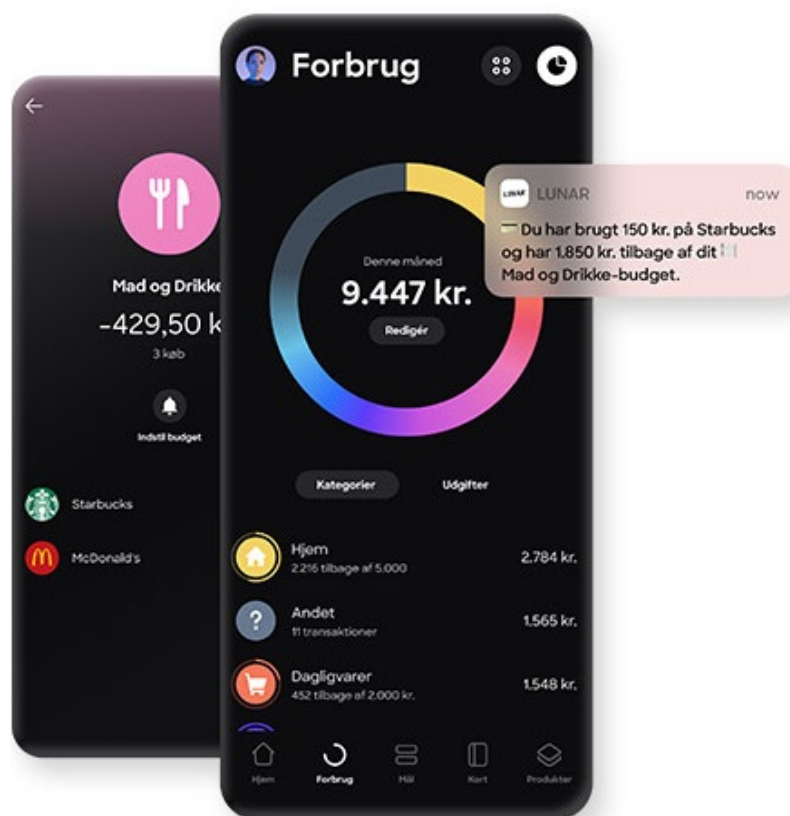 Forbrug
Denne måned
9.447 kr.
Redigér
Kategorier
Udgifter
Hjem
2.216 tilbage af 5.000
2.784 kr.
Andet
11 transaktioner
1.565 kr.
Dagligvarer
452 tilbage af 2.000 kr.
1.548 kr.
Hjem
Forbrug
Mål
Kort
Produkter
LUNAR
LUNAR
now
Du har brugt 150 kr. på Starbucks
og har 1.850 kr. tilbage af dit
Mad og Drikke-budget.
Mad og Drikke
-429,50 k
3 køb
Indstil budget
Starbucks
McDonald's